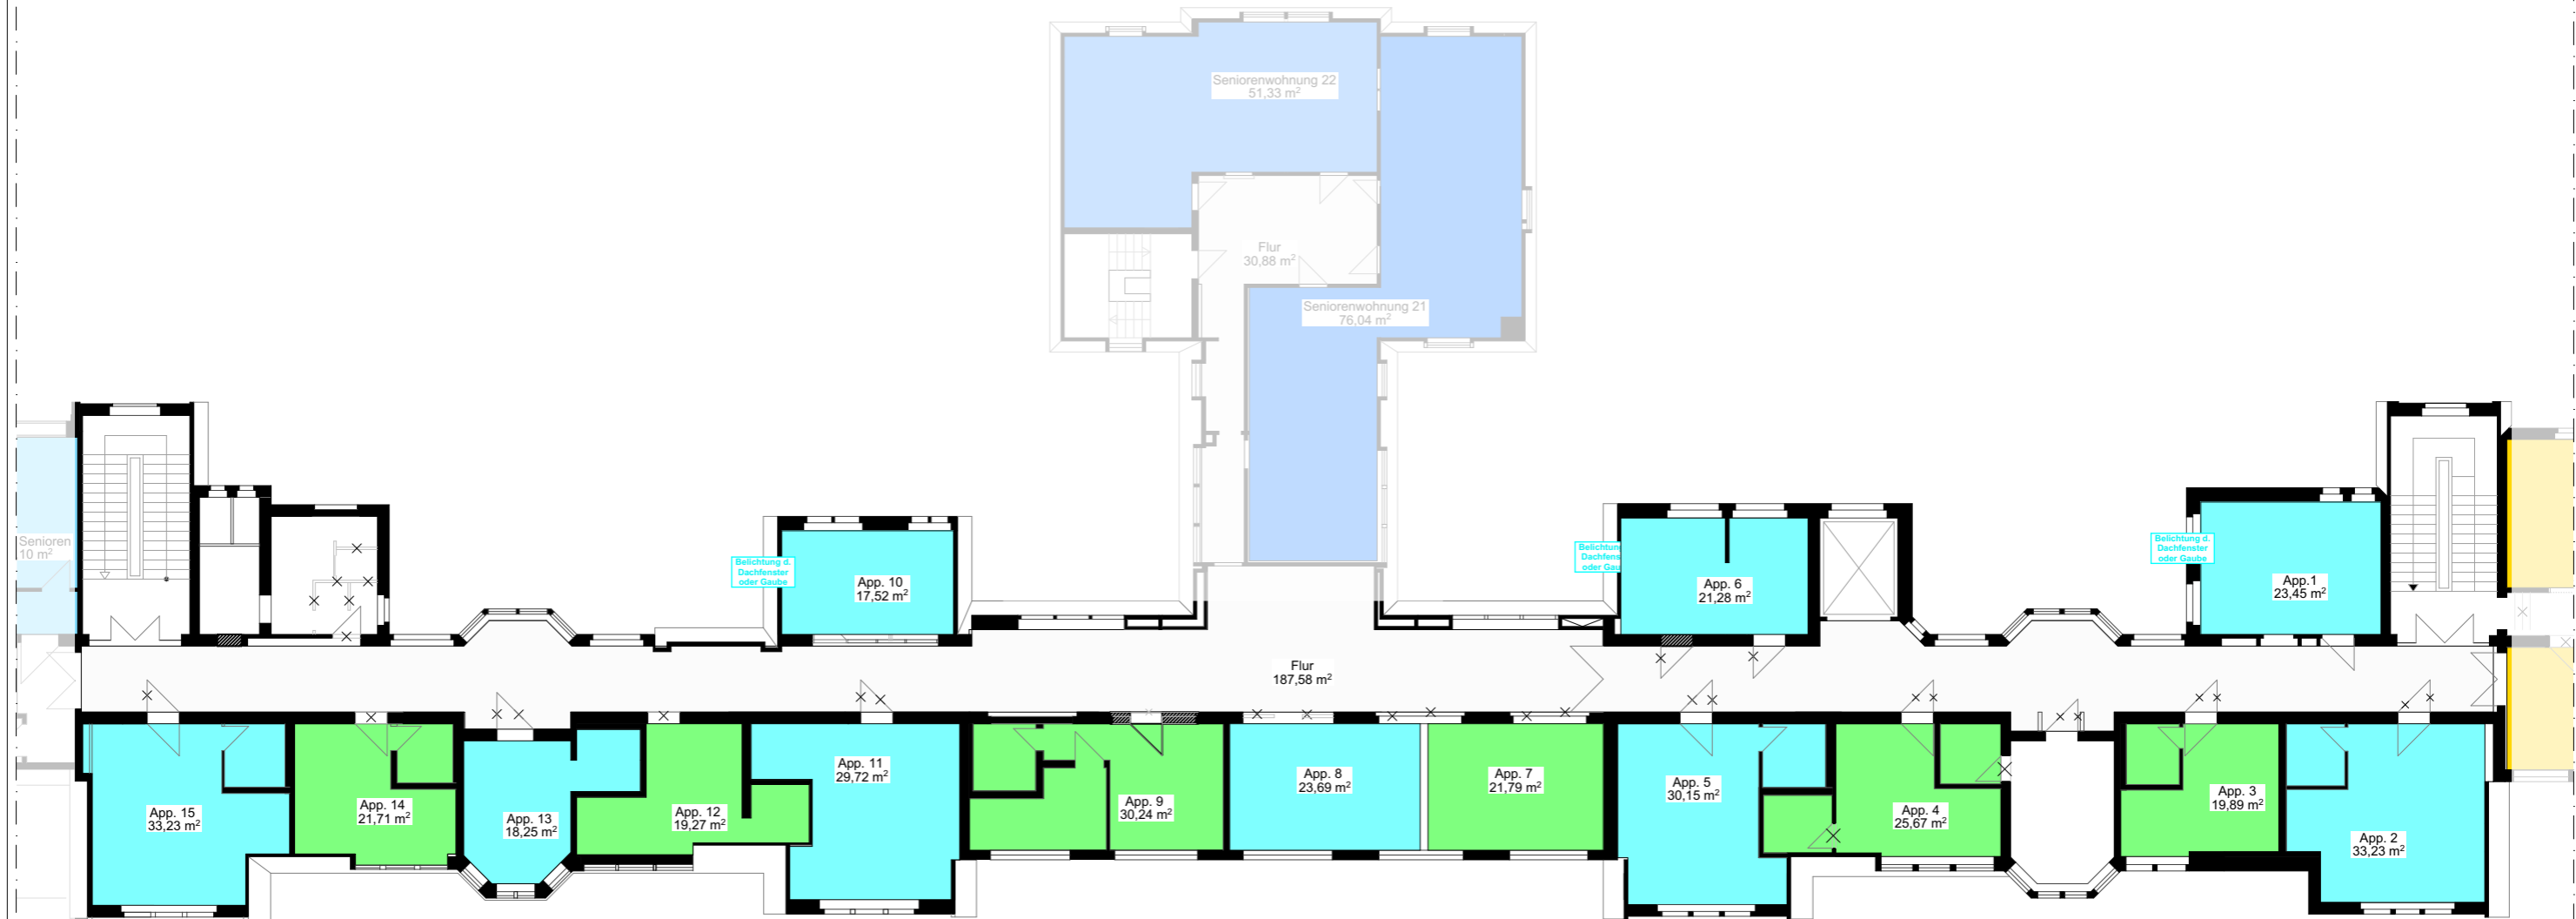 Seniorenwohnung 22
51,33 m²
Flur
30,88 m²
Seniorenwohnung 21
76,04 m²
Senioren
10 m²
Belichtung d.
Dachfenster
oder Gaube
App. 10
17,52 m²
Belichtung
Dachfens
oder Gau
App. 6
21,28 m²
Belichtung d.
Dachfenster
oder Gaube
App.1
23,45 m²
Flur
187,58 m²
App. 15
33,23 m²
App. 14
21,71 m²
App. 13
18,25 m²
App. 12
19,27 m²
App. 11
29,72 m²
App. 9
30,24 m²
App. 8
23,69 m²
App. 7
21,79 m²
App. 5
30,15 m²
App. 4
25,67 m²
App. 3
19,89 m²
App. 2
33,23 m²